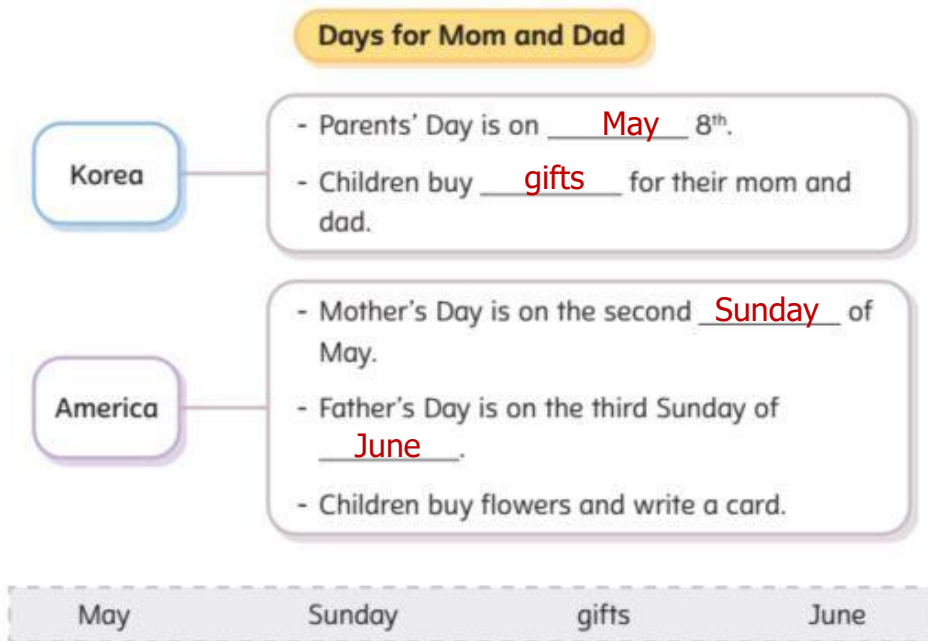 Days for Mom and Dad
Korea
- Parents' Day is on May 8th.
- Children buy gifts for their mom and
dad.
America
- Mother's Day is on the second Sunday of
May.
- Father's Day is on the third Sunday of
June.
- Children buy flowers and write a card.
May Sunday gifts June